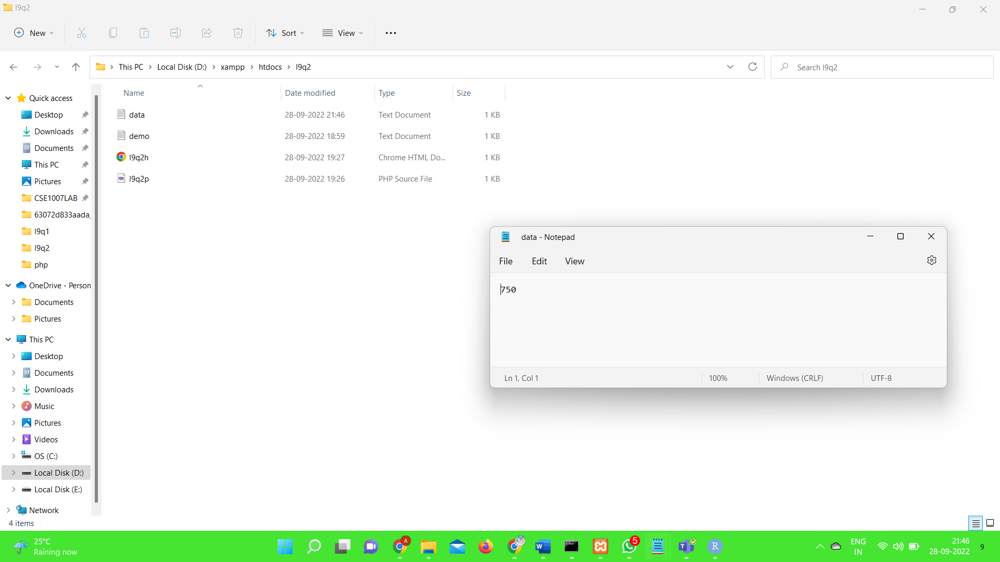 l9q2
New
Sort
View
This PC
Local Disk (D:)
xampp
htdocs
l9q2
Search l9q2
Name
Date modified
Type
Size
data
28-09-2022 21:46
Text Document
1 KB
demo
28-09-2022 18:59
Text Document
1 KB
l9q2h
28-09-2022 19:27
Chrome HTML Do...
1 KB
l9q2p
28-09-2022 19:26
PHP Source File
1 KB
Quick access
Desktop
Downloads
Documents
This PC
Pictures
CSE1007LAB
63072d833aada_
l9q1
l9q2
php
OneDrive - Person
Documents
Pictures
This PC
Desktop
Documents
Downloads
Music
Pictures
Videos
OS (C:)
Local Disk (D:)
Local Disk (E:)
Network
4 items
data - Notepad
File
Edit
View
750
Ln 1, Col 1
100%
Windows (CRLF)
UTF-8
25°C
Raining now
A
W
5
T
R
ENG
IN
21:46
28-09-2022
9